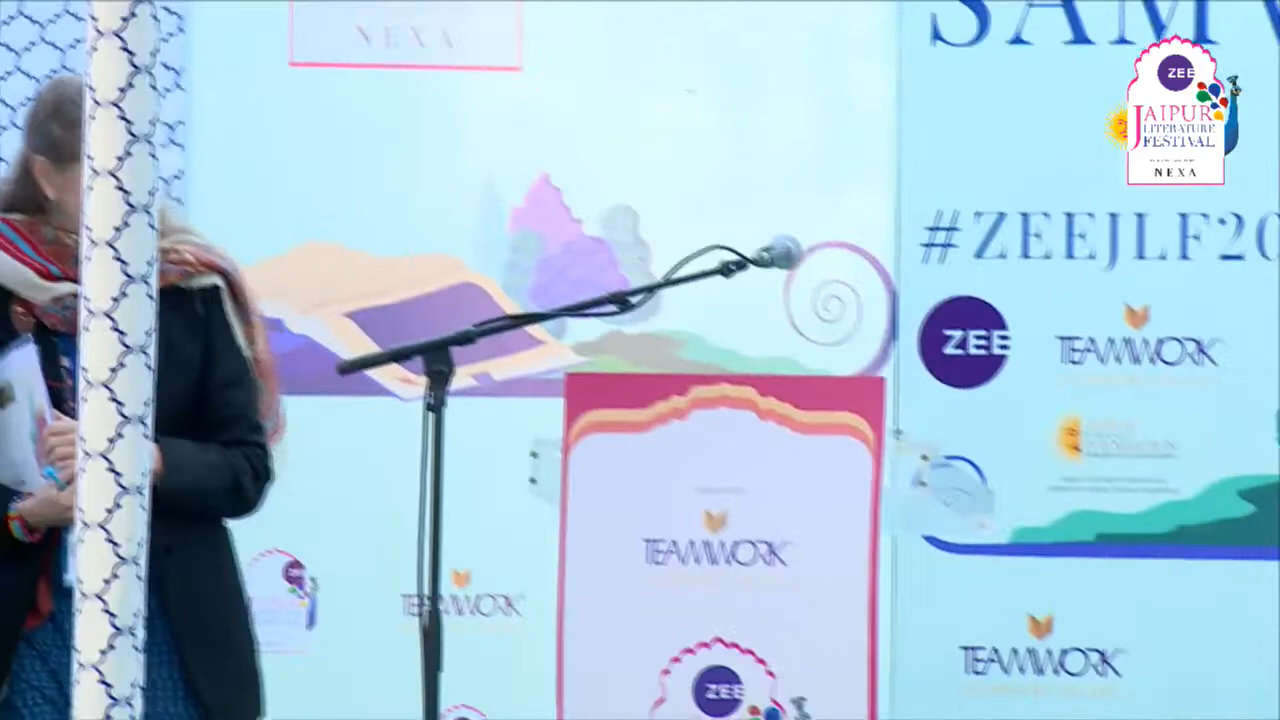 NEXA
SAM
ZEE
JAIPUR
LITERATURE
FESTIVAL
NEXA
#ZEEJLF20
ZEE
TEAMWORK
TEAMWORK
TEAMWORK
ZEE
TEAMWORK